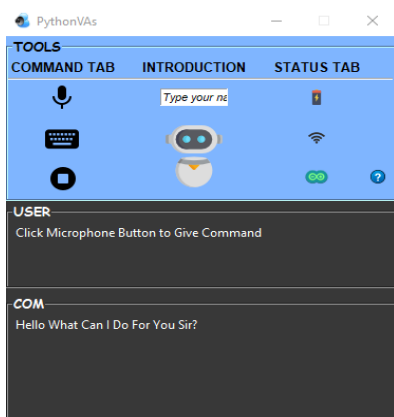 PythonVAs
TOOLS
COMMAND TAB INTRODUCTION STATUS TAB
Type your na
?
USER
Click Microphone Button to Give Command
COM
Hello What Can I Do For You Sir?